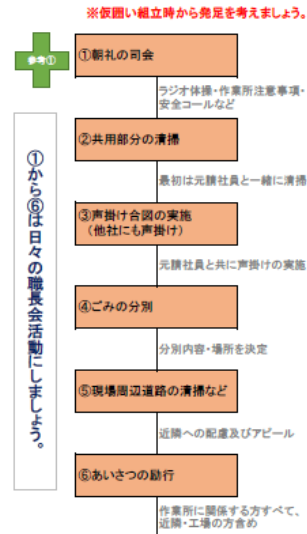 ※仮囲い組立時から発足を考えましょう。
参考①
①朝礼の司会
ラジオ体操・作業所注意事項・
安全コールなど
②共用部分の清掃
最初は元請社員と一緒に清掃
③声掛け合図の実施
(他社にも声掛け)
元請社員と共に声掛けの実施
④ごみの分別
分別内容・場所を決定
⑤現場周辺道路の清掃など
近隣への配慮及びアピール
⑥あいさつの励行
作業所に関係する方すべて、
近隣・工場の方含め
①から⑥は日々の職長会活動にしましょう。